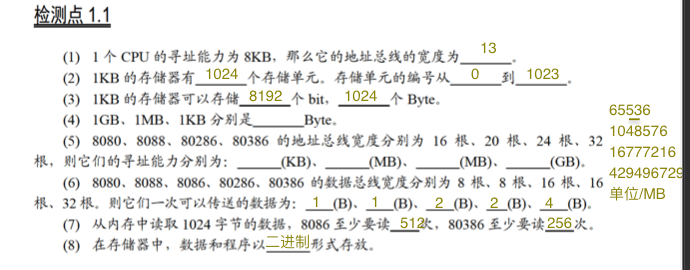 检测点 1.1
(1) 1 个 CPU 的寻址能力为 8KB，那么它的地址总线的宽度为 13 。
(2) 1KB 的存储器有 1024 个存储单元。存储单元的编号从 0 到 1023 。
(3) 1KB 的存储器可以存储 8192 个 bit， 1024 个 Byte。
(4) 1GB、1MB、1KB 分别是______Byte。
(5) 8080、8088、80286、80386 的地址总线宽度分别为 16 根、20 根、24 根、32
根，则它们的寻址能力分别为：______(KB)、______(MB)、______(MB)、______(GB)。
65536
1048576
16777216
429496729
单位/MB
(6) 8080、8088、8086、80286、80386 的数据总线宽度分别为 8 根、8 根、16 根、16
根、32 根。则它们一次可以传送的数据为： 1 (B)、 1 (B)、 2 (B)、 2 (B)、 4 (B)。
(7) 从内存中读取 1024 字节的数据，8086 至少要读 512次，80386 至少要读256次。
(8) 在存储器中，数据和程序以二进制形式存放。